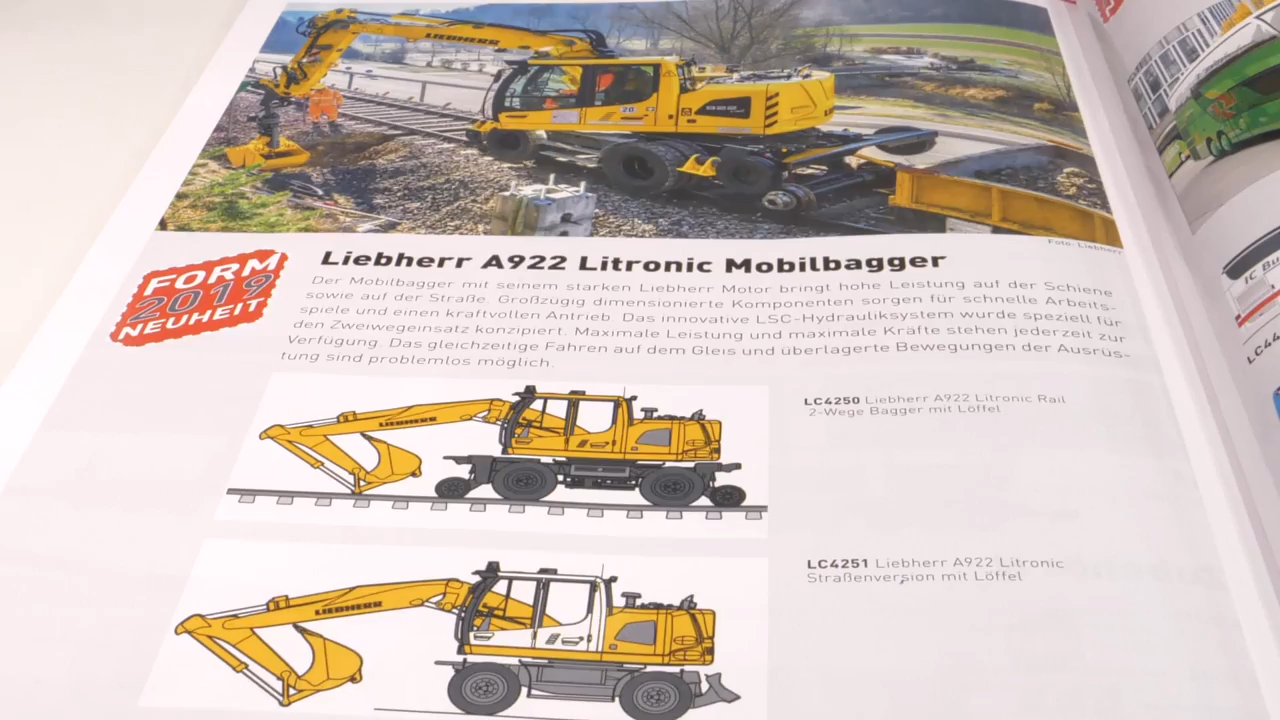 LIEBHERR
Foto: Liebherr
FORM
2019
NEUHEIT
Liebherr A922 Litronic Mobilbagger
Der Mobilbagger mit seinem starken Liebherr Motor bringt hohe Leistung auf der Schiene
sowie auf der Straße. Großzügig dimensionierte Komponenten sorgen für schnelle Arbeits-
spiele und einen kraftvollen Antrieb. Das innovative LSC-Hydrauliksystem wurde speziell für
den Zweiwegeinsatz konzipiert. Maximale Leistung und maximale Kräfte stehen jederzeit zur
Verfügung. Das gleichzeitige Fahren auf dem Gleis und überlagerte Bewegungen der Ausrüs-
tung sind problemlos möglich.
LIEBHERR
LC4250 Liebherr A922 Litronic Rail
2-Wege Bagger mit Löffel
LIEBHERR
LC4251 Liebherr A922 Litronic
Straßenversion mit Löffel